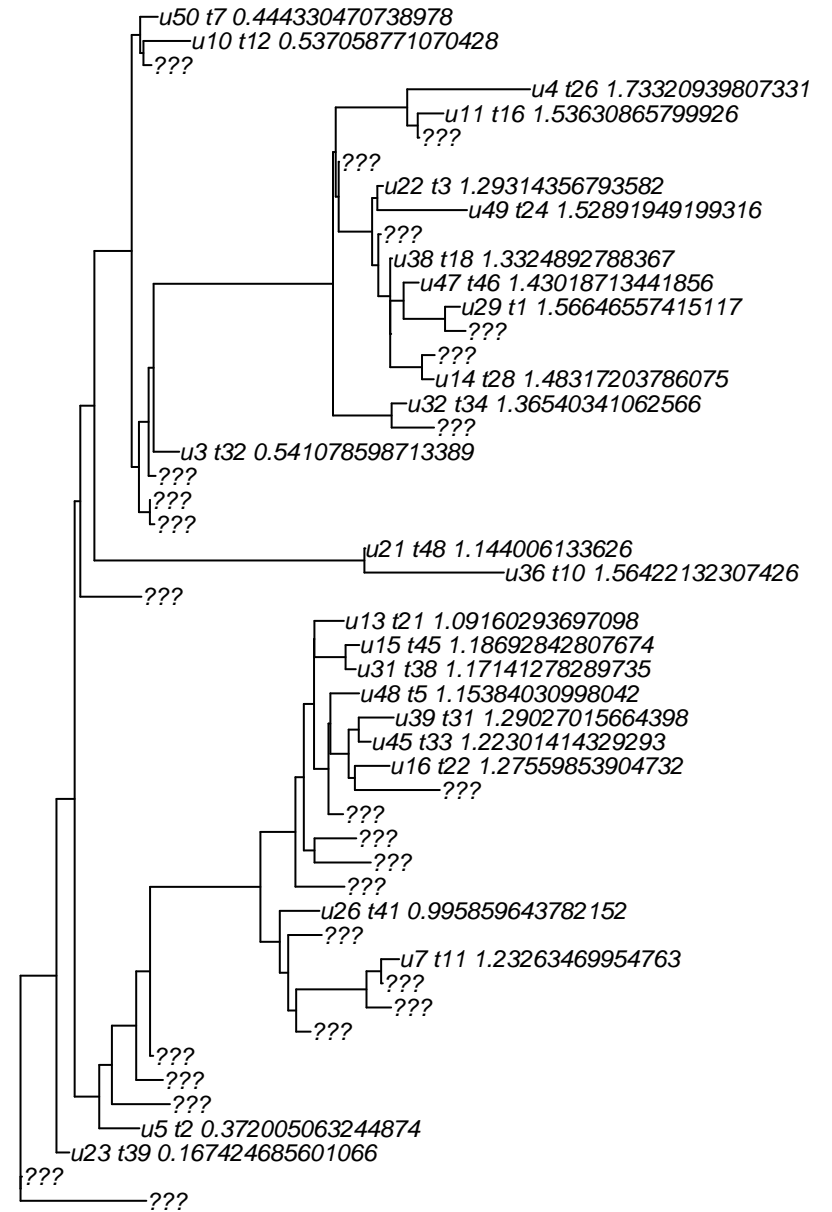 u50 t7 0.444330470738978
u10 t12 0.537058771070428
???
u4 t26 1.73320939807331
u11 t16 1.53630865799926
???
???
u22 t3 1.29314356793582
u49 t24 1.52891949199316
???
u38 t18 1.3324892788367
u47 t46 1.43018713441856
u29 t1 1.56646557415117
???
???
u14 t28 1.48317203786075
u32 t34 1.36540341062566
???
u3 t32 0.541078598713389
???
???
???
u21 t48 1.144006133626
u36 t10 1.56422132307426
???
u13 t21 1.09160293697098
u15 t45 1.18692842807674
u31 t38 1.17141278289735
u48 t5 1.15384030998042
u39 t31 1.29027015664398
u45 t33 1.22301414329293
u16 t22 1.27559853904732
???
???
???
???
???
u26 t41 0.995859643782152
???
u7 t11 1.23263469954763
???
???
???
???
???
???
u5 t2 0.372005063244874
u23 t39 0.167424685601066
???
???